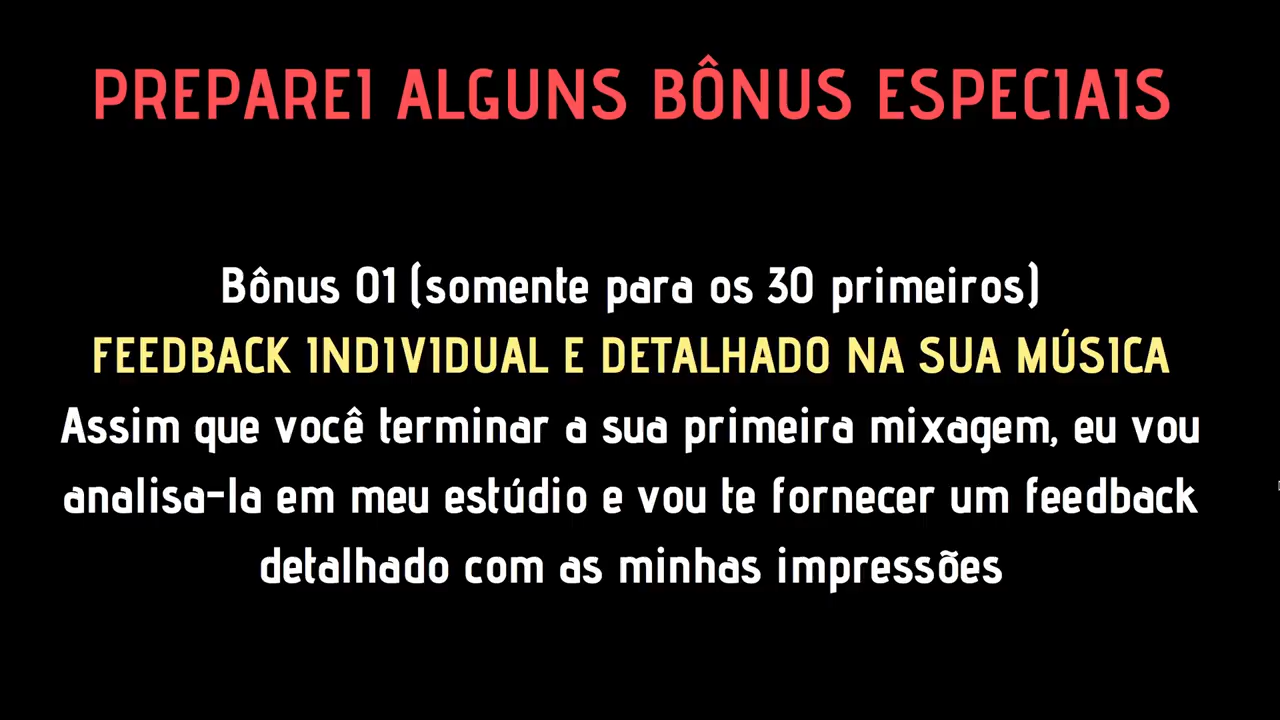 PREPAREI ALGUNS BÔNUS ESPECIAIS
Bônus 01 (somente para os 30 primeiros)
FEEDBACK INDIVIDUAL E DETALHADO NA SUA MÚSICA
Assim que você terminar a sua primeira mixagem, eu vou
analisa-la em meu estúdio e vou te fornecer um feedback
detalhado com as minhas impressões